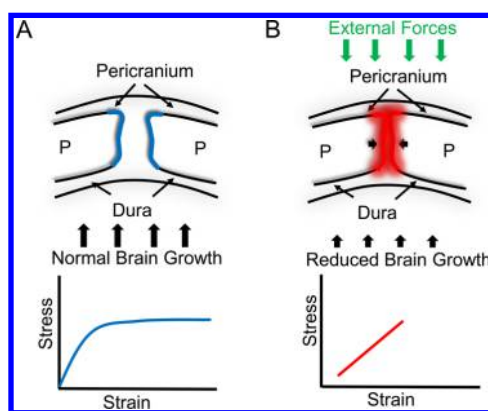 A
Pericranium
P
P
Dura
Normal Brain Growth
Stress
Strain
B
External Forces
Pericranium
P
P
Dura
Reduced Brain Growth
Stress
Strain